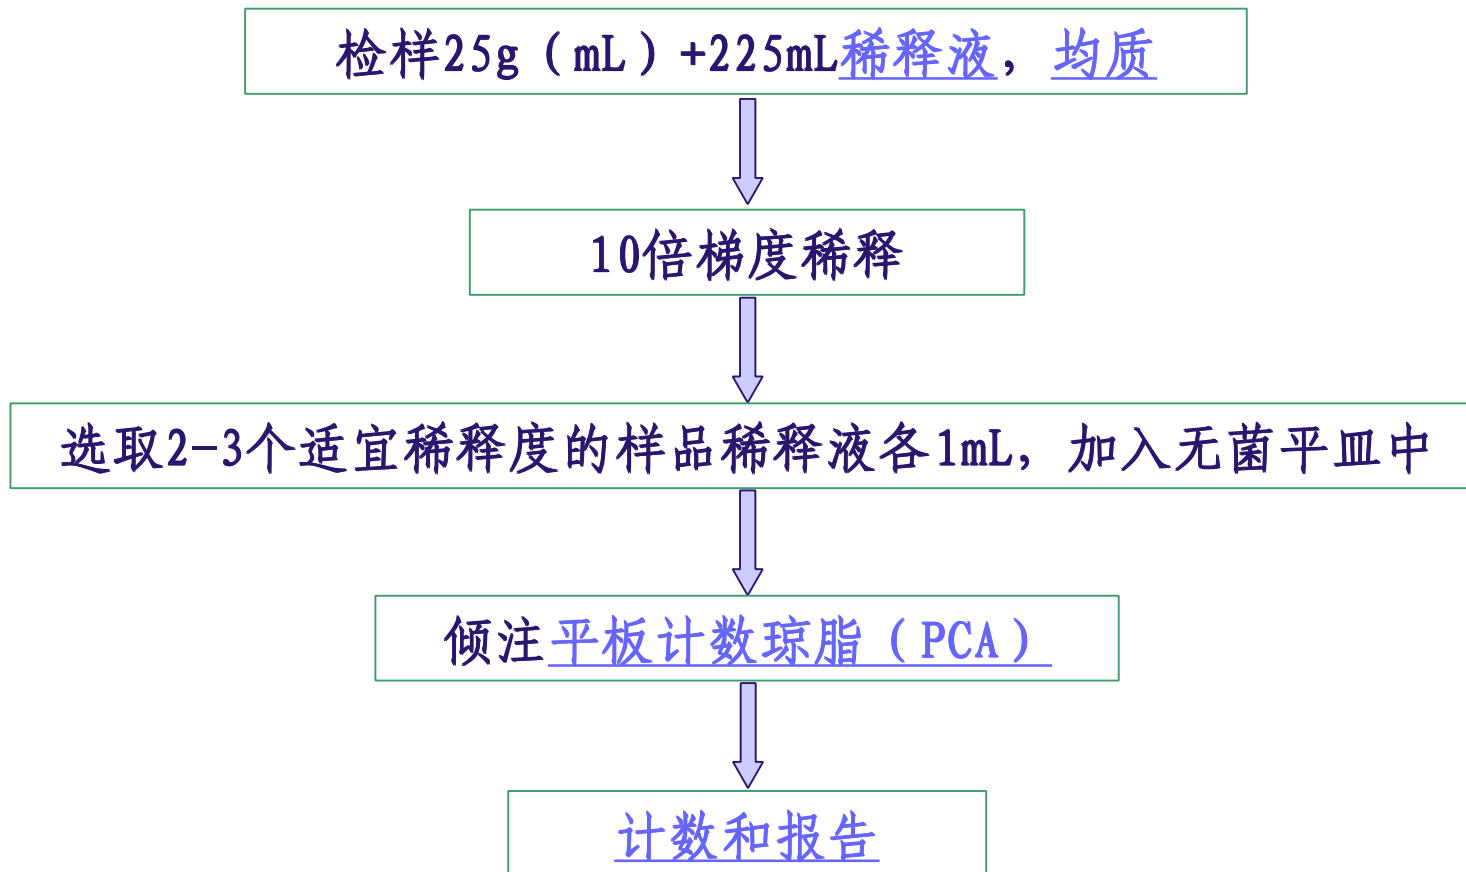 检样25g（mL）+225mL稀释液，均质
10倍梯度稀释
选取2-3个适宜稀释度的样品稀释液各1mL，加入无菌平皿中
倾注平板计数琼脂（PCA）
计数和报告